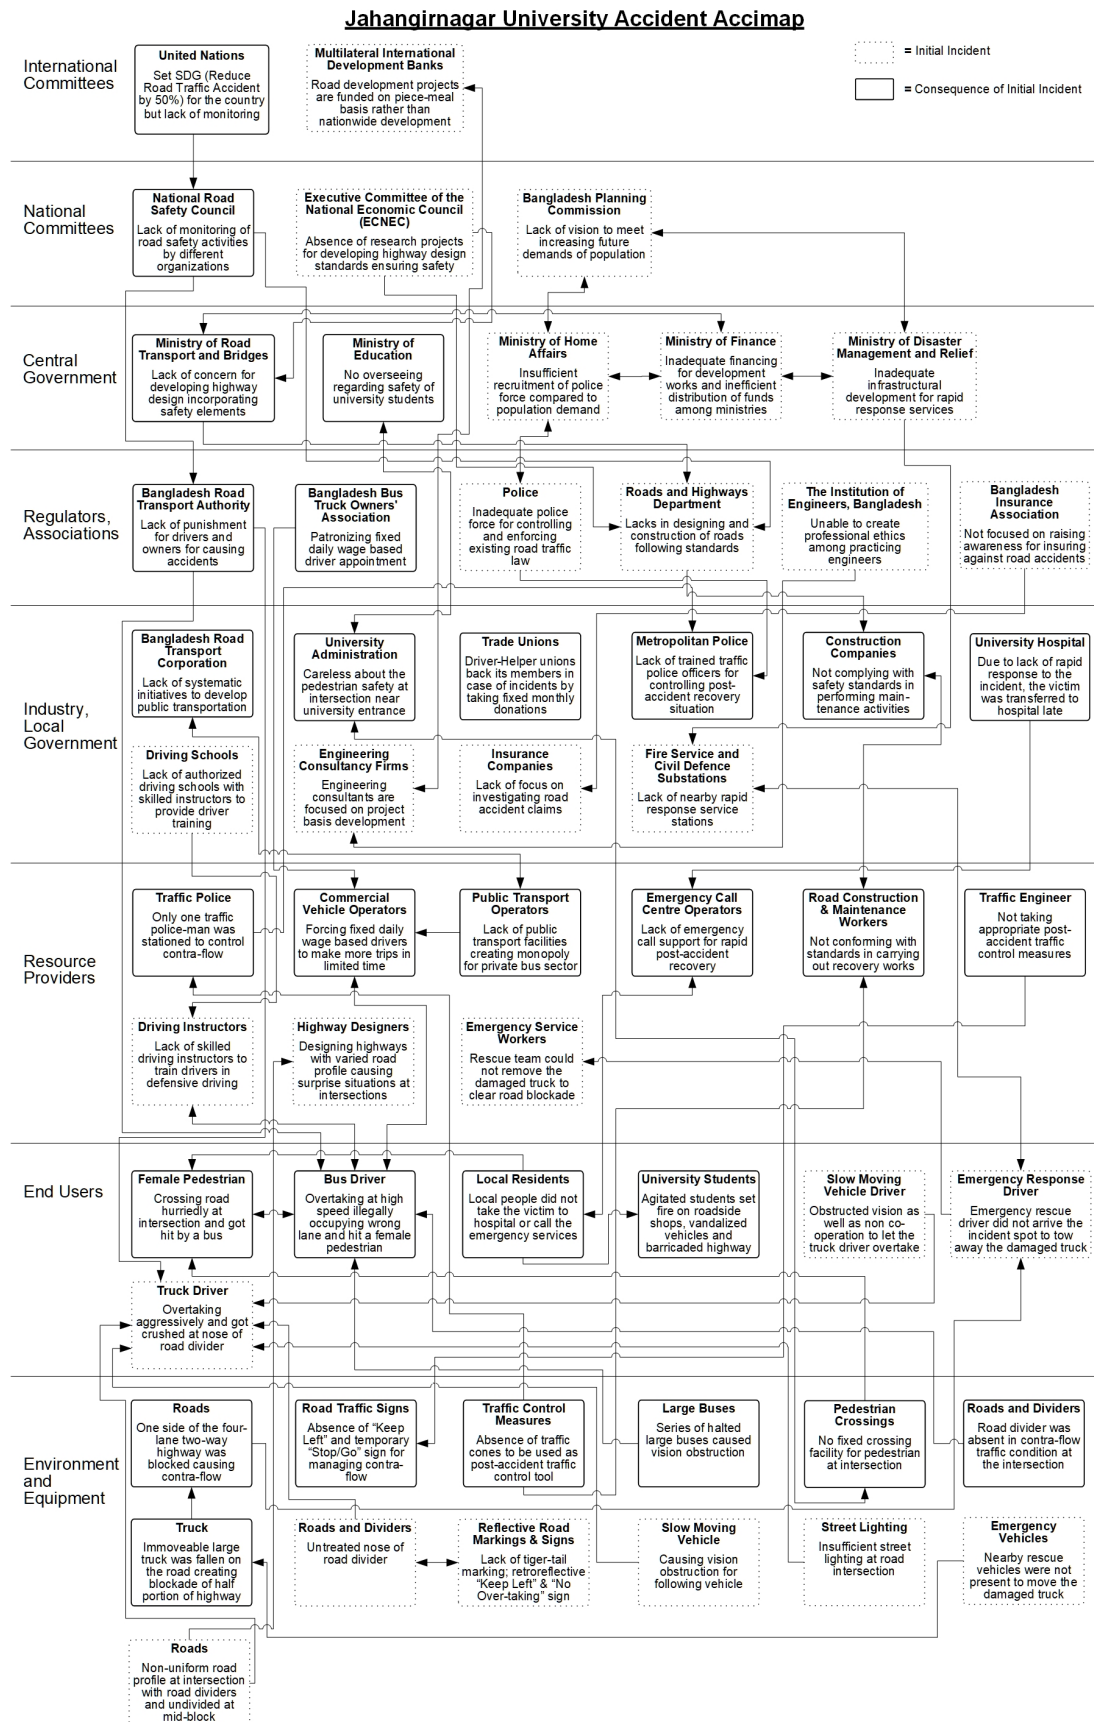 Jahangirnagar University Accident Accimap
= Initial Incident
= Consequence of Initial Incident
International
Committees
United Nations
Set SDG (Reduce
Road Traffic Accident
by 50%) for the country
but lack of monitoring
Multilateral International
Development Banks
Road development projects
are funded on piece-meal
basis rather than
nationwide development
National
Committees
National Road
Safety Council
Lack of monitoring of
road safety activities
by different
organizations
Executive Committee of the
National Economic Council
(ECNEC)
Absence of research projects
for developing highway design
standards ensuring safety
Bangladesh Planning
Commission
Lack of vision to meet
increasing future
demands of population
Central
Government
Ministry of Road
Transport and Bridges
Lack of concern for
developing highway
design incorporating
safety elements
Ministry of
Education
No overseeing
regarding safety of
university students
Ministry of Home
Affairs
Insufficient
recruitment of police
force compared to
population demand
Ministry of Finance
Inadequate financing
for development
works and inefficient
distribution of funds
among ministries
Ministry of Disaster
Management and Relief
Inadequate
infrastructural
development for rapid
response services
Regulators,
Associations
Bangladesh Road
Transport Authority
Lack of punishment
for drivers and
owners for causing
accidents
Bangladesh Bus
Truck Owners'
Association
Patronizing fixed
daily wage based
driver appointment
Police
Inadequate police
force for controlling
and enforcing
existing road traffic
law
Roads and Highways
Department
Lacks in designing and
construction of roads
following standards
The Institution of
Engineers, Bangladesh
Unable to create
professional ethics
among practicing
engineers
Bangladesh
Insurance
Association
Not focused on raising
awareness for insuring
against road accidents
Industry,
Local
Government
Bangladesh Road
Transport
Corporation
Lack of systematic
initiatives to develop
public transportation
University
Administration
Careless about the
pedestrian safety at
intersection near
university entrance
Trade Unions
Driver-Helper unions
back its members in
case of incidents by
taking fixed monthly
donations
Metropolitan Police
Lack of trained traffic
police officers for
controlling post-
accident recovery
situation
Construction
Companies
Not complying with
safety standards in
performing main-
tenance activities
University Hospital
Due to lack of rapid
response to the
incident, the victim
was transferred to
hospital late
Driving Schools
Lack of authorized
driving schools with
skilled instructors to
provide driver
training
Engineering
Consultancy Firms
Engineering
consultants are
focused on project
basis development
Insurance
Companies
Lack of focus on
investigating road
accident claims
Fire Service and
Civil Defence
Substations
Lack of nearby rapid
response service
stations
Resource
Providers
Traffic Police
Only one traffic
police-man was
stationed to control
contra-flow
Commercial
Vehicle Operators
Forcing fixed daily
wage based drivers
to make more trips in
limited time
Public Transport
Operators
Lack of public
transport facilities
creating monopoly
for private bus sector
Emergency Call
Centre Operators
Lack of emergency
call support for rapid
post-accident
recovery
Road Construction
& Maintenance
Workers
Not conforming with
standards in carrying
out recovery works
Traffic Engineer
Not taking
appropriate post-
accident traffic
control measures
Driving Instructors
Lack of skilled
driving instructors to
train drivers in
defensive driving
Highway Designers
Designing highways
with varied road
profile causing
surprise situations at
intersections
Emergency Service
Workers
Rescue team could
not remove the
damaged truck to
clear road blockade
End Users
Female Pedestrian
Crossing road
hurriedly at
intersection and got
hit by a bus
Bus Driver
Overtaking at high
speed illegally
occupying wrong
lane and hit a female
pedestrian
Local Residents
Local people did not
take the victim to
hospital or call the
emergency services
University Students
Agitated students set
fire on roadside
shops, vandalized
vehicles and
barricaded highway
Slow Moving
Vehicle Driver
Obstructed vision as
well as non co-
operation to let the
truck driver overtake
Emergency Response
Driver
Emergency rescue
driver did not arrive the
incident spot to tow
away the damaged truck
Truck Driver
Overtaking
aggressively and got
crushed at nose of
road divider
Environment
and
Equipment
Roads
One side of the four-
lane two-way
highway was
blocked causing
contra-flow
Road Traffic Signs
Absence of “Keep
Left” and temporary
“Stop/Go” sign for
managing contra-
flow
Traffic Control
Measures
Absence of traffic
cones to be used as
post-accident traffic
control tool
Large Buses
Series of halted
large buses caused
vision obstruction
Pedestrian
Crossings
No fixed crossing
facility for pedestrian
at intersection
Roads and Dividers
Road divider was
absent in contra-flow
traffic condition at
the intersection
Truck
Immoveable large
truck was fallen on
the road creating
blockade of half
portion of highway
Roads and Dividers
Untreated nose of
road divider
Reflective Road
Markings & Signs
Lack of tiger-tail
marking; retroreflective
“Keep Left” & “No
Over-taking” sign
Slow Moving
Vehicle
Causing vision
obstruction for
following vehicle
Street Lighting
Insufficient street
lighting at road
intersection
Emergency
Vehicles
Nearby rescue
vehicles were not
present to move the
damaged truck
Roads
Non-uniform road
profile at intersection
with road dividers
and undivided at
mid-block